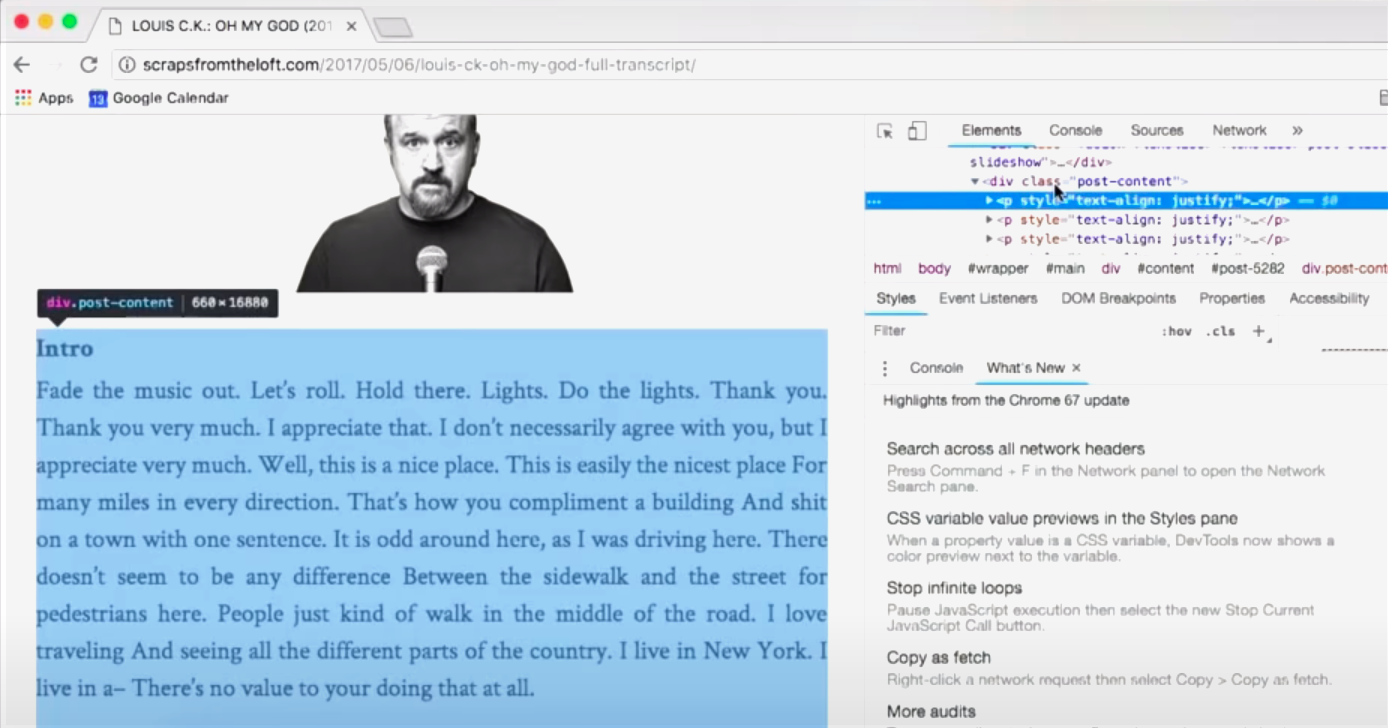 LOUIS C.K.: OH MY GOD (201
scrapsfromtheloft.com/2017/05/06/louis-ck-oh-my-god-full-transcript/
Apps 13 Google Calendar
div.post-content 660×16880
Intro
Fade the music out. Let’s roll. Hold there. Lights. Do the lights. Thank you.
Thank you very much. I appreciate that. I don’t necessarily agree with you, but I
appreciate very much. Well, this is a nice place. This is easily the nicest place For
many miles in every direction. That’s how you compliment a building And shit
on a town with one sentence. It is odd around here, as I was driving here. There
doesn’t seem to be any difference Between the sidewalk and the street for
pedestrians here. People just kind of walk in the middle of the road. I love
traveling And seeing all the different parts of the country. I live in New York. I
live in a– There’s no value to your doing that at all.
Elements Console Sources Network »
slideshow">…</div>
▼<div class="post-content">
… ▶<p style="text-align: justify;">…</p> == $0
▶<p style="text-align: justify;">…</p>
▶<p style="text-align: justify;">…</p>
html body #wrapper #main div #content #post-5282 div.post-cont
Styles Event Listeners DOM Breakpoints Properties Accessibility
Filter :hov .cls +
Console What's New ×
Highlights from the Chrome 67 update
Search across all network headers
Press Command + F in the Network panel to open the Network
Search pane.
CSS variable value previews in the Styles pane
When a property value is a CSS variable, DevTools now shows a
color preview next to the variable.
Stop infinite loops
Pause JavaScript execution then select the new Stop Current
JavaScript Call button.
Copy as fetch
Right-click a network request then select Copy > Copy as fetch.
More audits